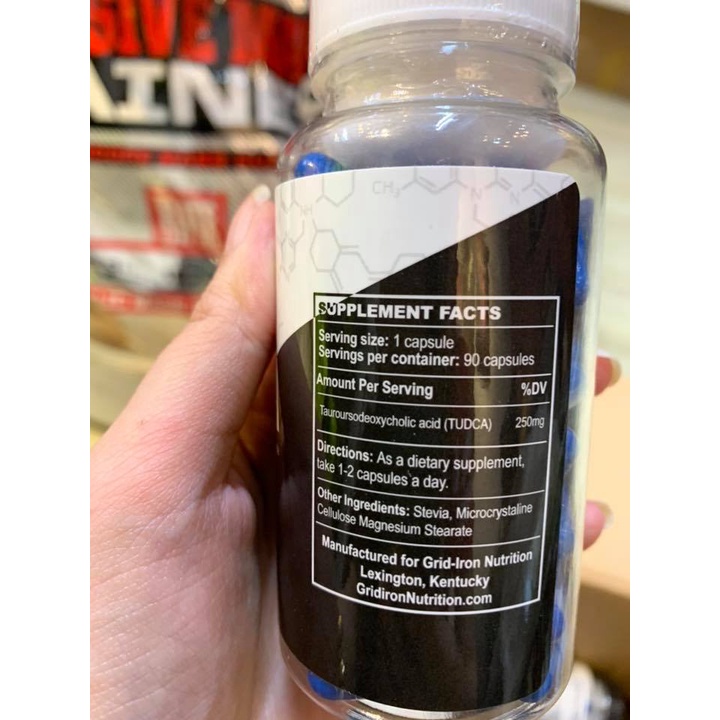 CH₃
N
N
NH
SUPPLEMENT FACTS
Serving size: 1 capsule
Servings per container: 90 capsules
Amount Per Serving %DV
Tauroursodeoxycholic acid (TUDCA) 250mg
Directions: As a dietary supplement,
take 1-2 capsules a day.
Other Ingredients: Stevia, Microcrystaline
Cellulose Magnesium Stearate
Manufactured for Grid-Iron Nutrition
Lexington, Kentucky
GridironNutrition.com